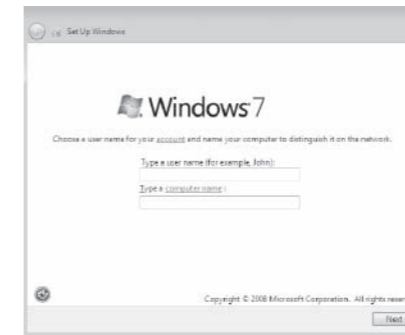 Set Up Windows
Windows 7
Choose a user name for your account and name your computer to distinguish it on the network.
Type a user name (for example, John):
Type a computer name:
Copyright © 2008 Microsoft Corporation. All rights reser
Next